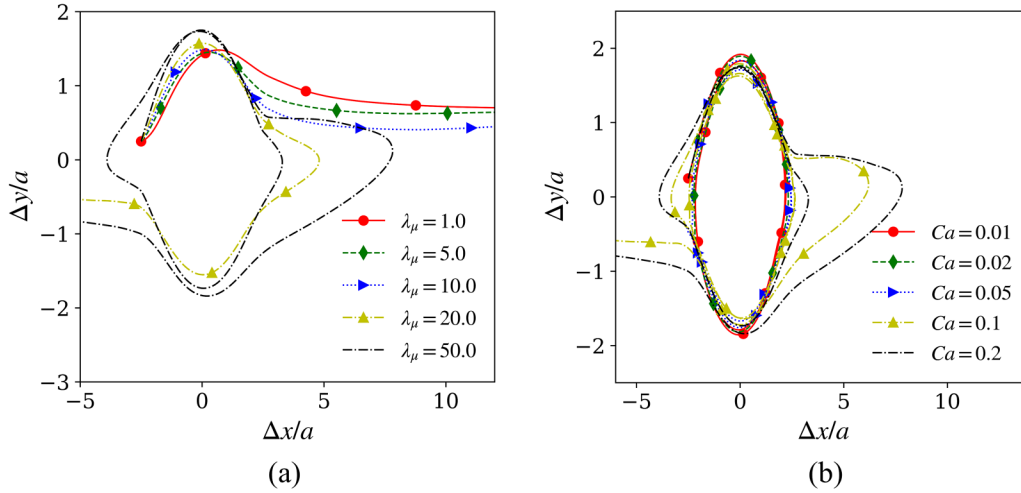 2
1
0
−1
−2
−3
Δy/a
−5
0
5
10
Δx/a
λμ = 1.0
λμ = 5.0
λμ = 10.0
λμ = 20.0
λμ = 50.0
(a)
2
1
0
−1
−2
Δy/a
−5
0
5
10
Δx/a
Ca = 0.01
Ca = 0.02
Ca = 0.05
Ca = 0.1
Ca = 0.2
(b)